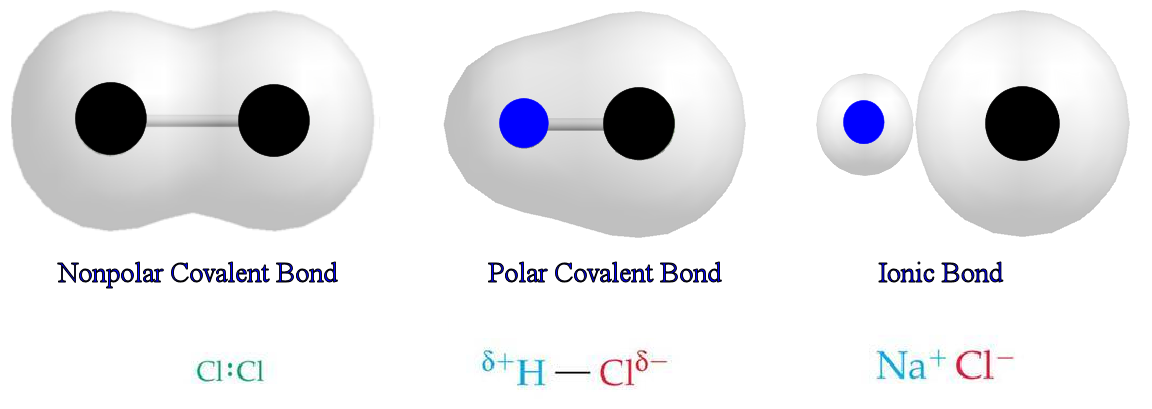 Nonpolar Covalent Bond
Polar Covalent Bond
Ionic Bond
Cl:Cl
δ+H — Clδ−
Na+ Cl−